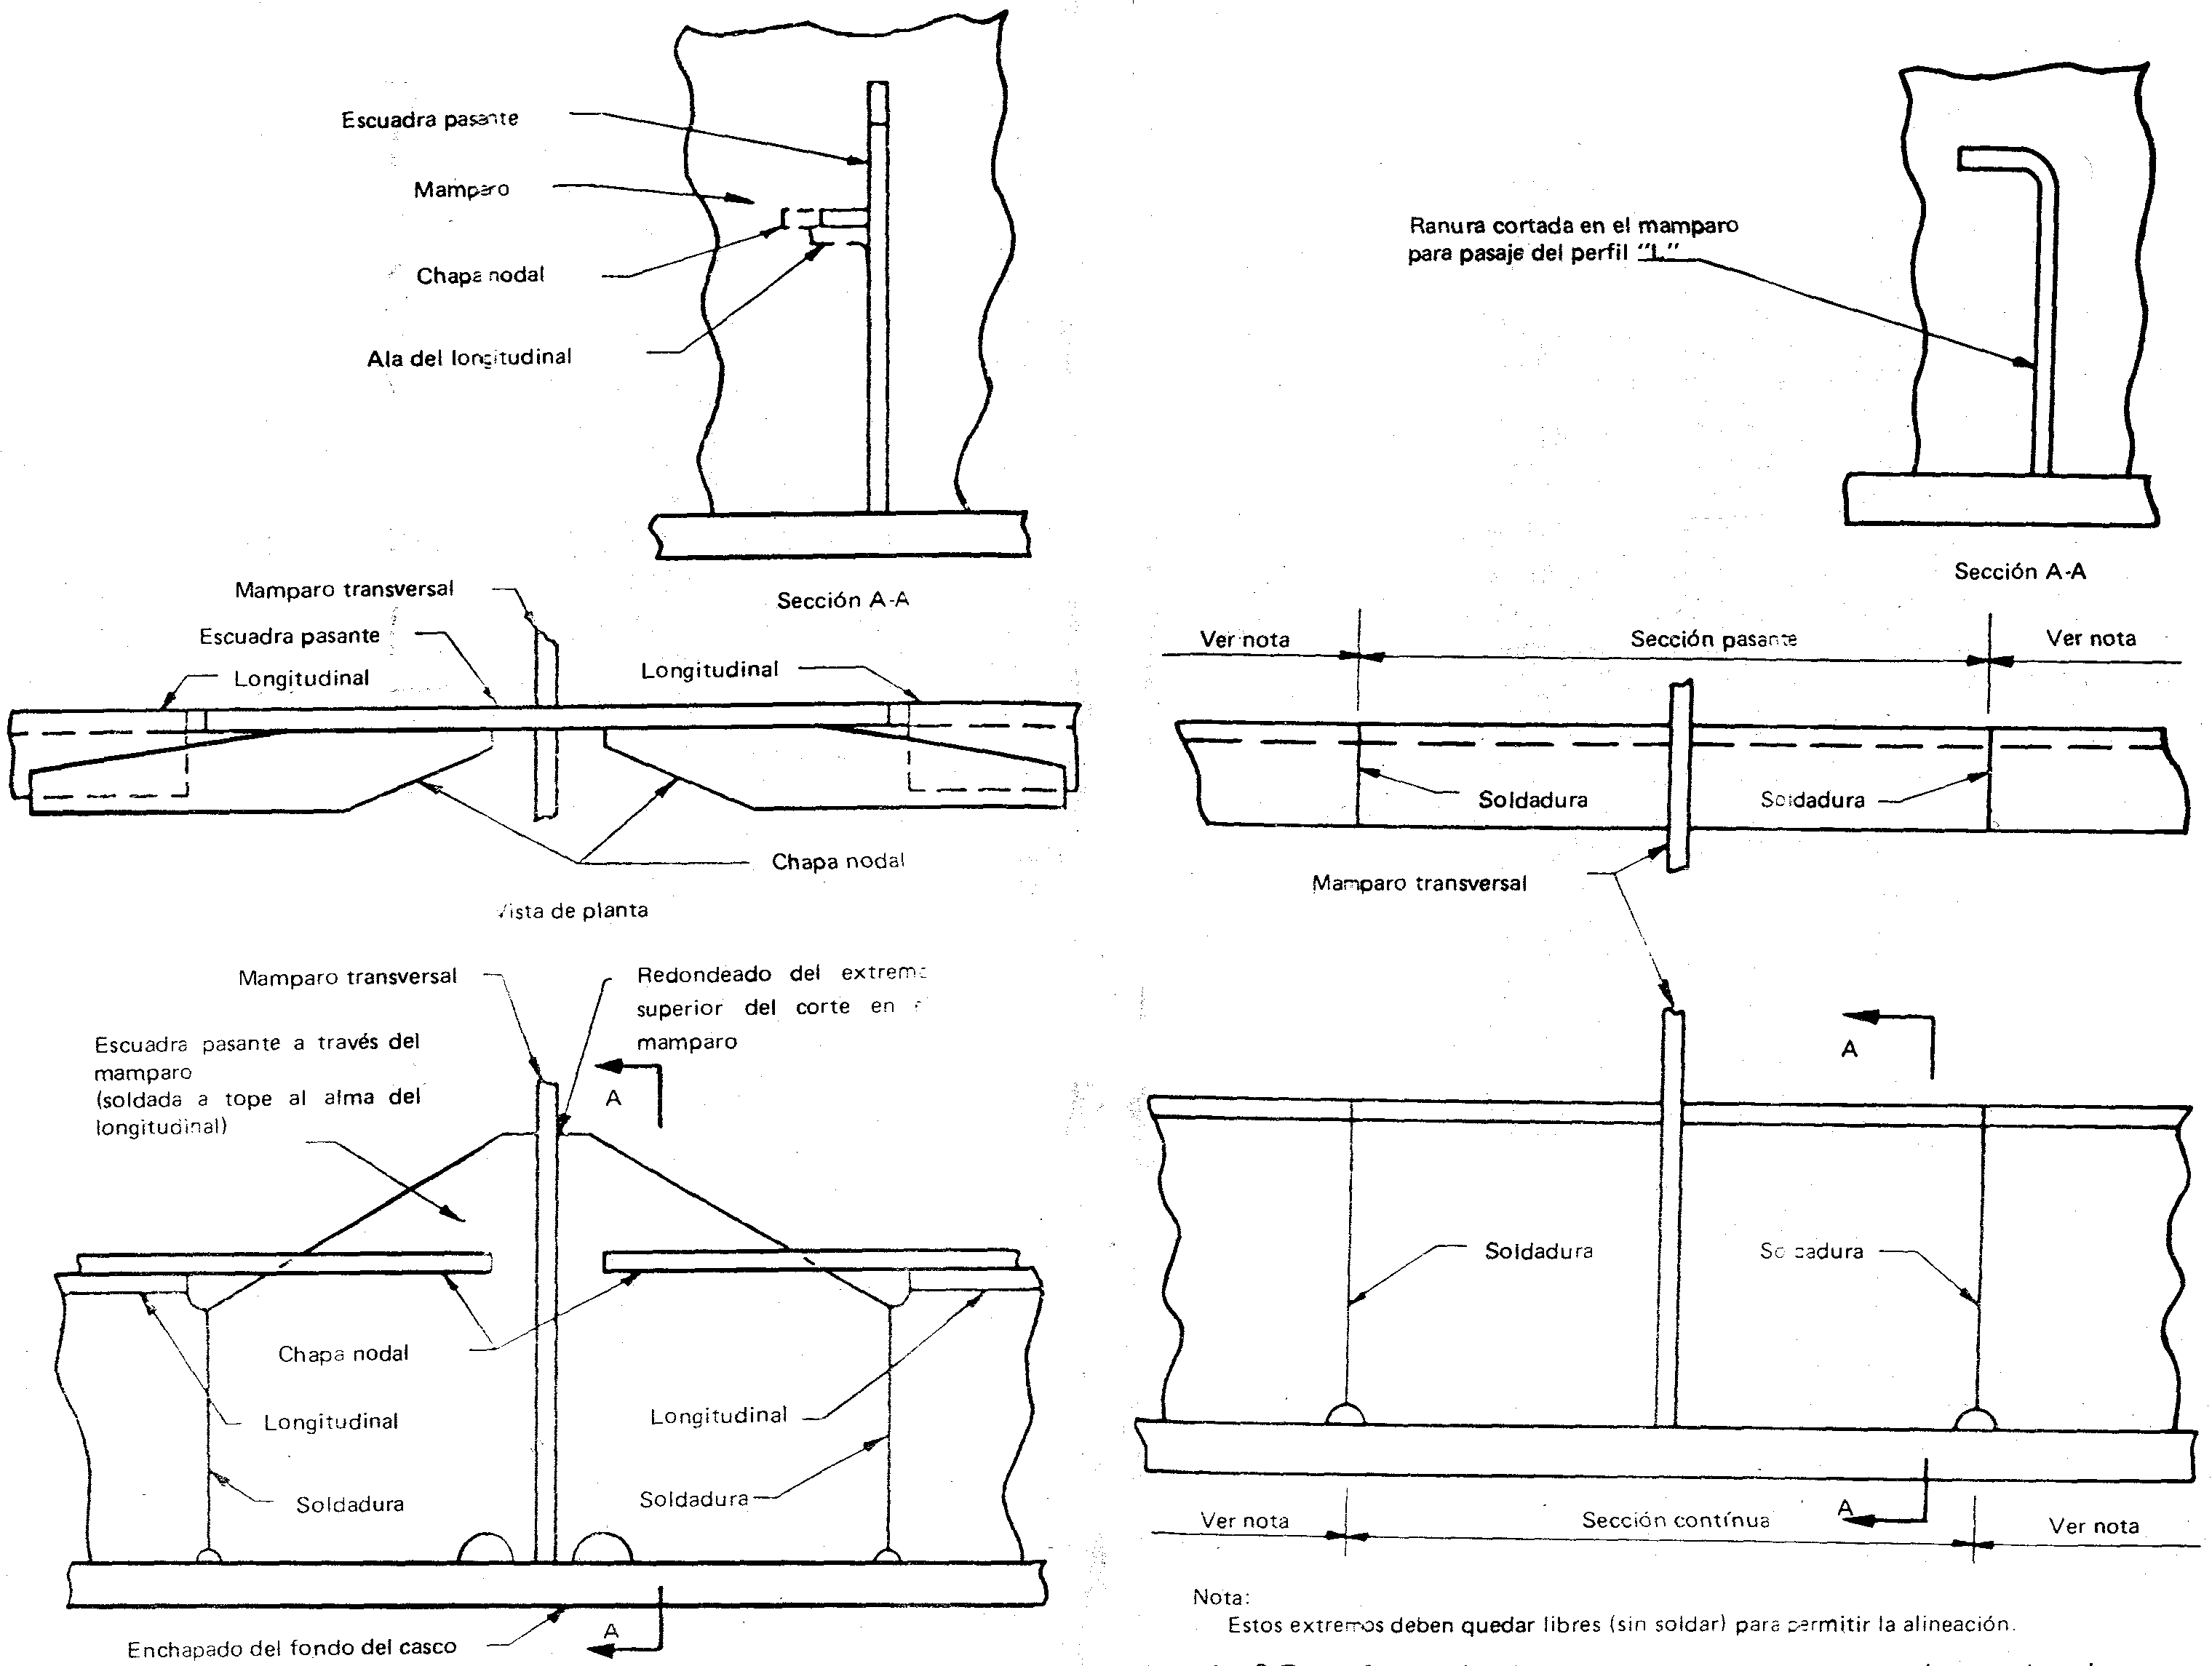 Escuadra pasante
Mamparo
Chapa nodal
Ala del longitudinal
Sección A-A
Mamparo transversal
Escuadra pasante
Longitudinal
Longitudinal
Chapa nodal
Vista de planta
Mamparo transversal
Redondeado del extremo
superior del corte en
mamparo
Escuadra pasante a través del
mamparo
(soldada a tope al alma del
longitudinal)
A
Chapa nodal
Longitudinal
Longitudinal
Soldadura
Soldadura
A
Enchapado del fondo del casco
Ranura cortada en el mamparo
para pasaje del perfil "L"
Sección A-A
Ver nota
Sección pasante
Ver nota
Soldadura
Soldadura
Mamparo transversal
A
Soldadura
Soldadura
A
Ver nota
Sección contínua
Ver nota
Nota:
Estos extremos deben quedar libres (sin soldar) para permitir la alineación.